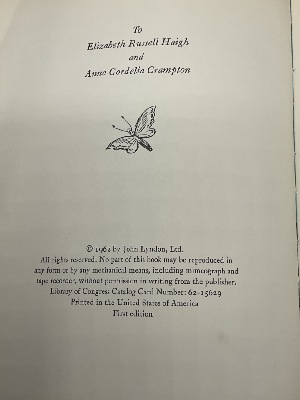 To
Elizabeth Russell Haigh
and
Anne Cordelia Crampton
© 1962 by John Lyndon, Ltd.
All rights reserved. No part of this book may be reproduced in
any form or by any mechanical means, including mimeograph and
tape recorder, without permission in writing from the publisher.
Library of Congress Catalog Card Number: 62-15629
Printed in the United States of America
First edition